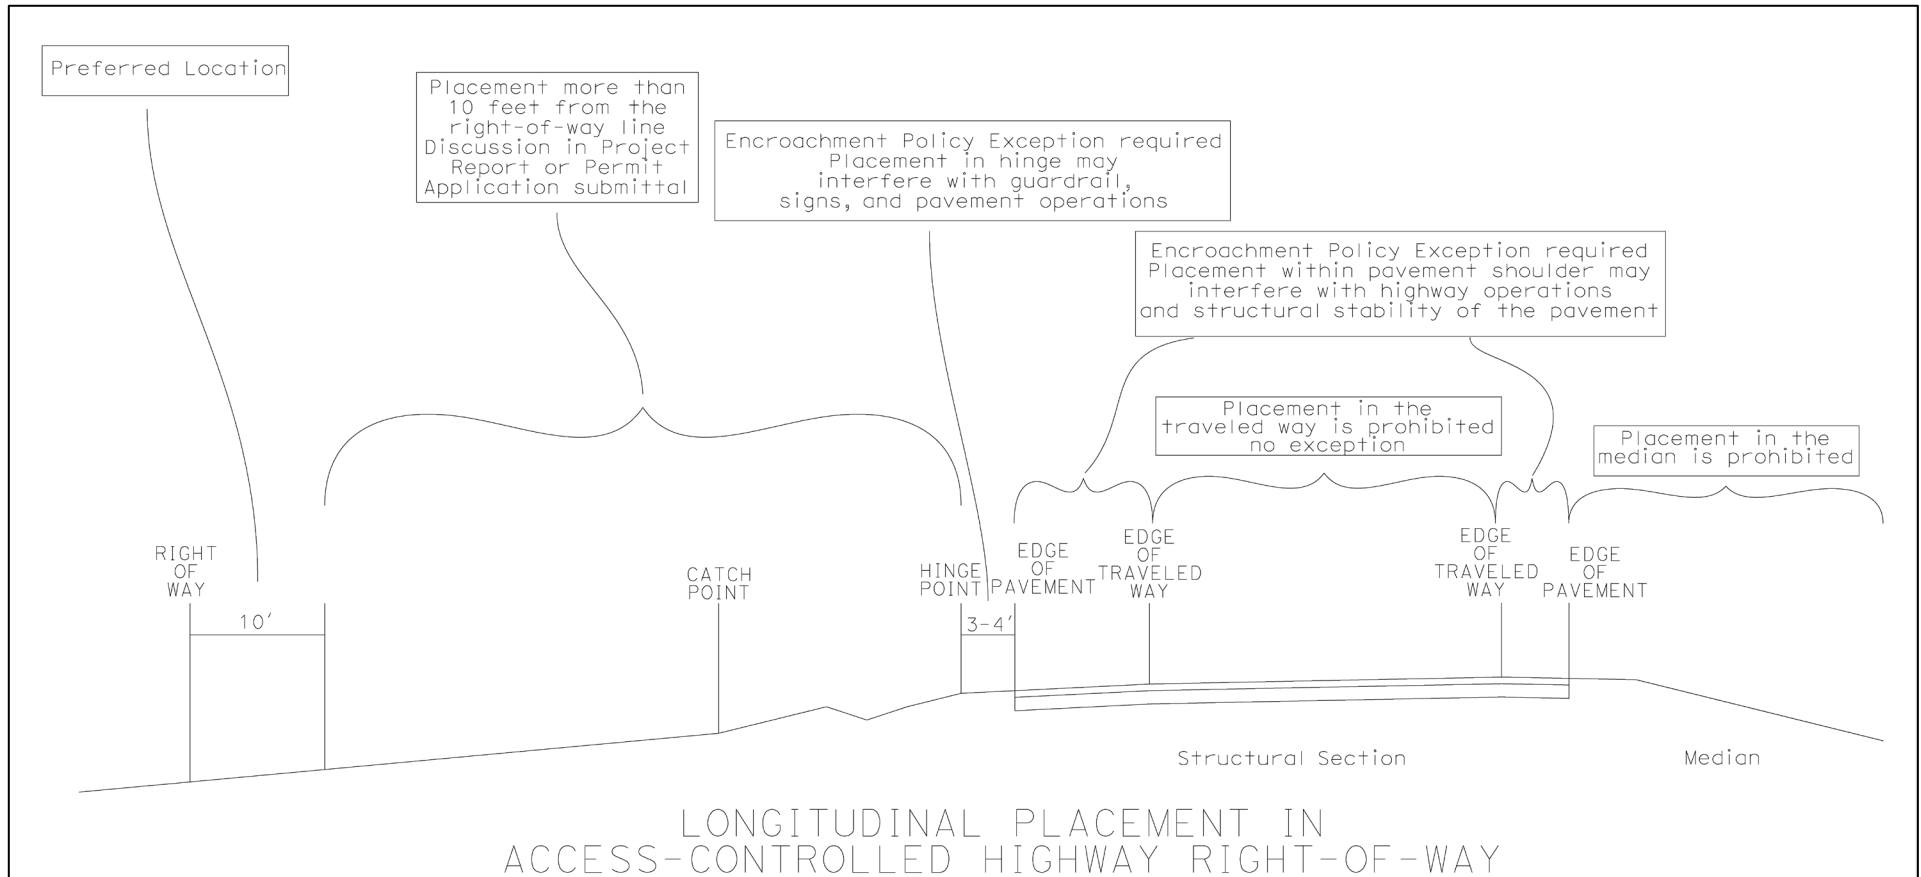 Preferred Location
Placement more than
10 feet from the
right-of-way line
Discussion in Project
Report or Permit
Application submittal
Encroachment Policy Exception required
Placement in hinge may
interfere with guardrail,
signs, and pavement operations
Encroachment Policy Exception required
Placement within pavement shoulder may
interfere with highway operations
and structural stability of the pavement
Placement in the
traveled way is prohibited
no exception
Placement in the
median is prohibited
RIGHT
OF
WAY
10'
CATCH
POINT
HINGE
POINT
3-4'
EDGE
OF
PAVEMENT
EDGE
OF
TRAVELED
WAY
EDGE
OF
TRAVELED
WAY
EDGE
OF
PAVEMENT
Structural Section
Median
LONGITUDINAL PLACEMENT IN
ACCESS-CONTROLLED HIGHWAY RIGHT-OF-WAY